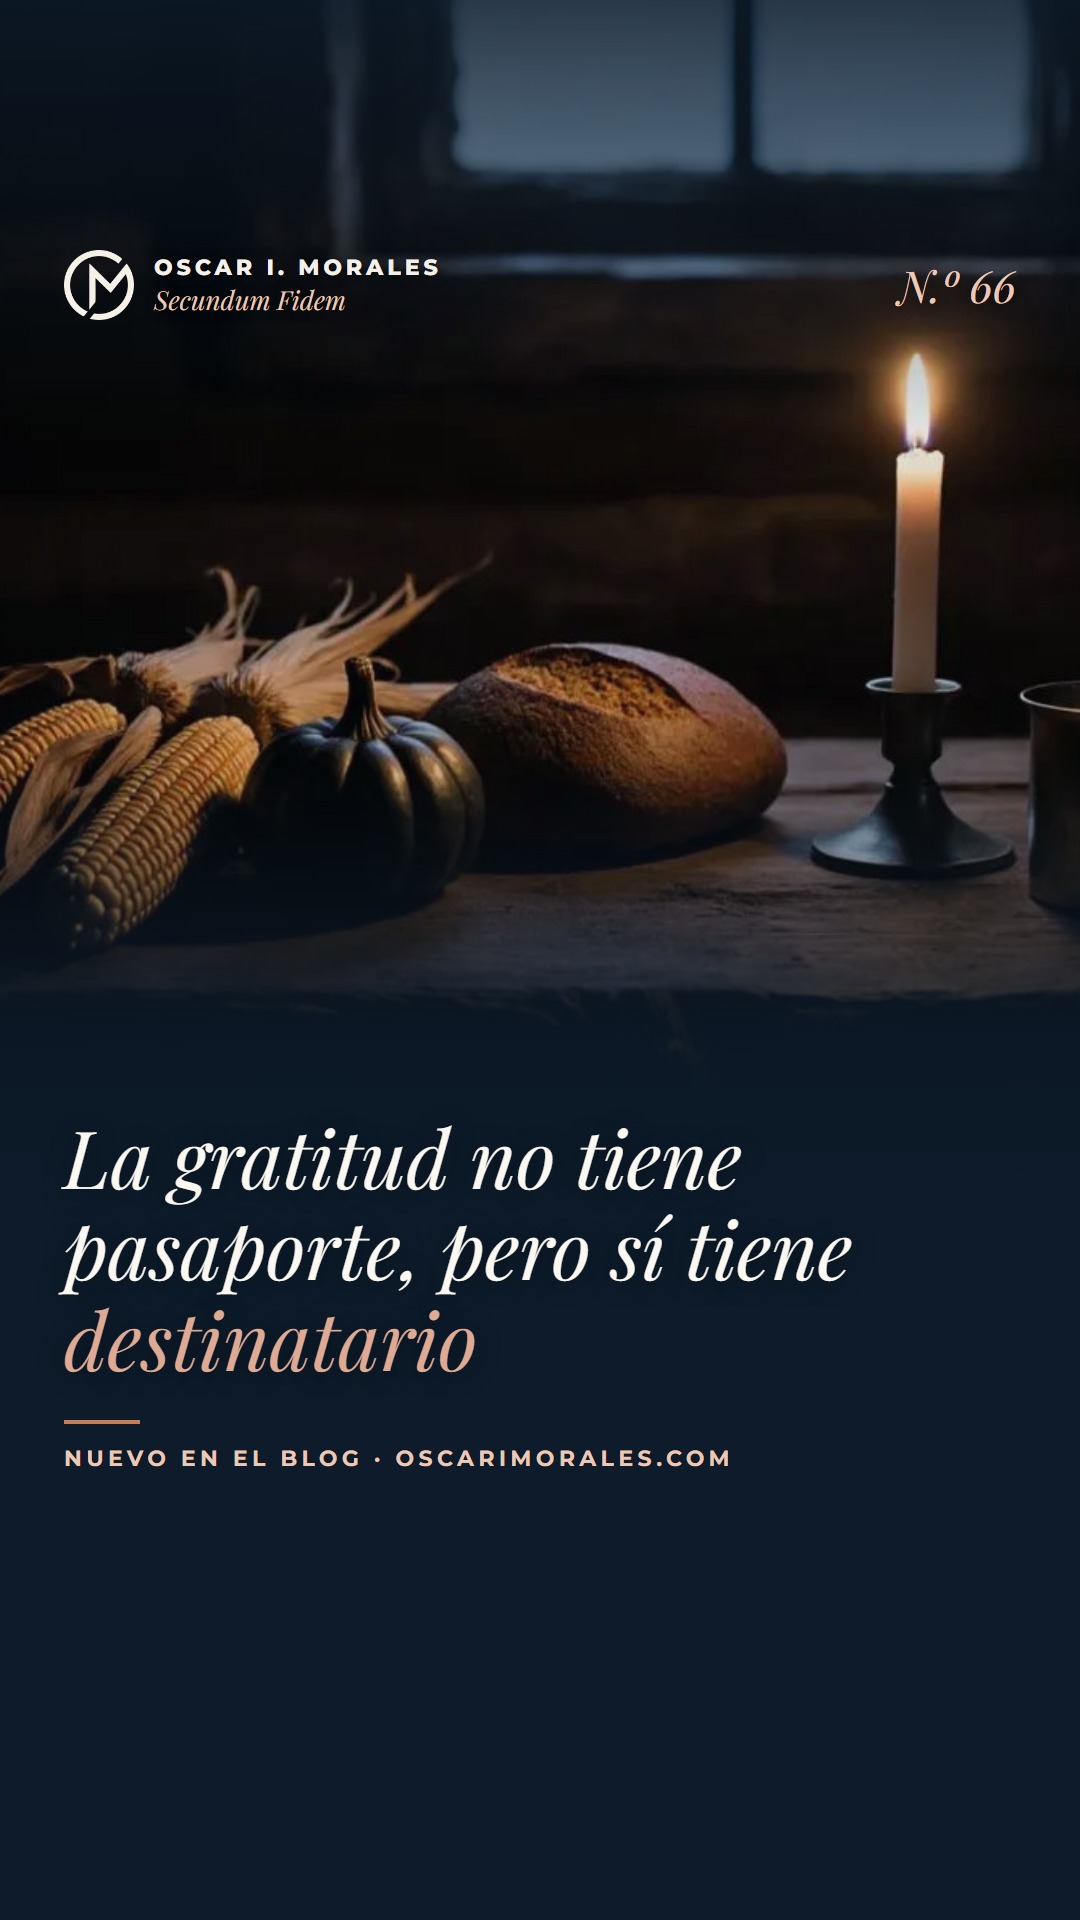 OSCAR I. MORALES
Secundum Fidem
N.º 66
La gratitud no tiene
pasaporte, pero sí tiene
destinatario
NUEVO EN EL BLOG · OSCARIMORALES.COM